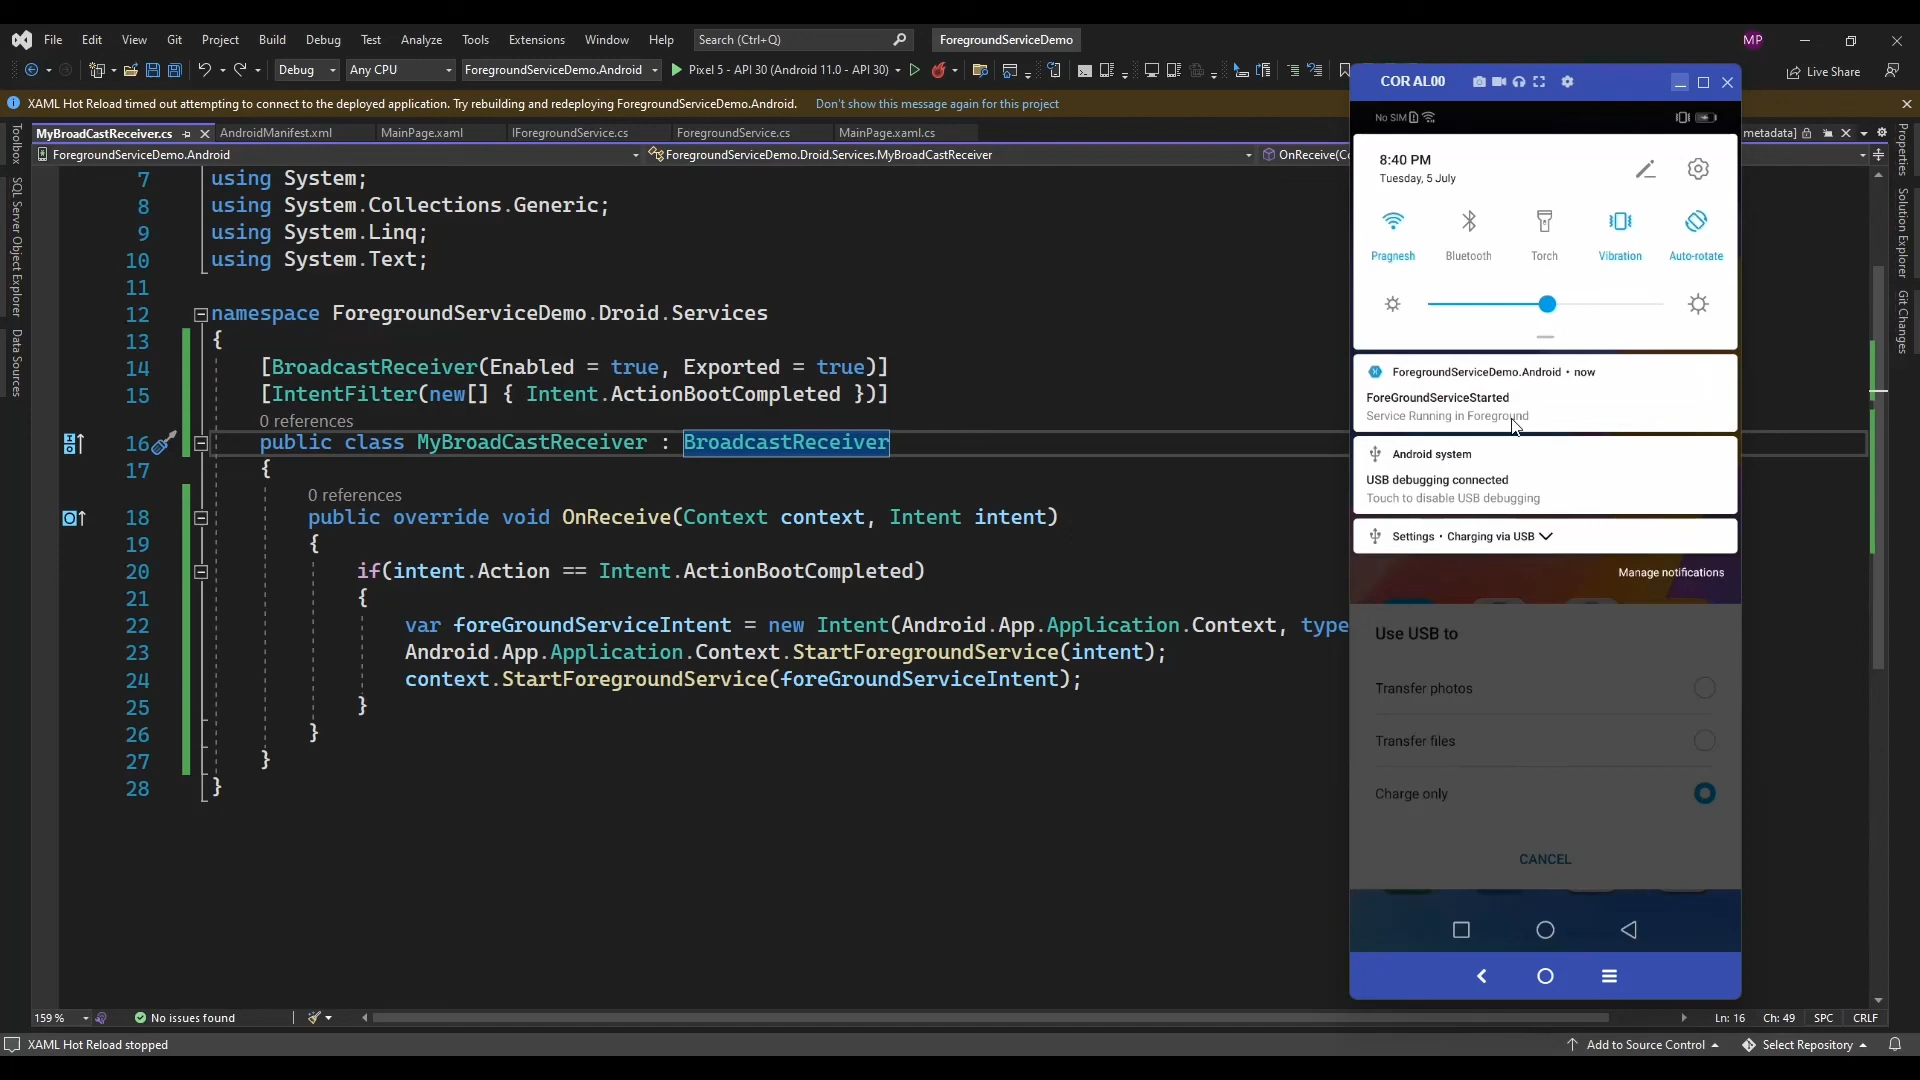 File Edit View Git Project Build Debug Test Analyze Tools Extensions Window Help Search (Ctrl+Q) ForegroundServiceDemo MP
Debug Any CPU ForegroundServiceDemo.Android Pixel 5 - API 30 (Android 11.0 - API 30) Live Share
XAML Hot Reload timed out attempting to connect to the deployed application. Try rebuilding and redeploying ForegroundServiceDemo.Android. Don't show this message again for this project
MyBroadCastReceiver.cs AndroidManifest.xml MainPage.xaml IForegroundService.cs ForegroundService.cs MainPage.xaml.cs metadata]
ForegroundServiceDemo.Android ForegroundServiceDemo.Droid.Services.MyBroadCastReceiver OnReceive(Co
Toolbox
SQL Server Object Explorer
Data Sources
7 using System;
8 using System.Collections.Generic;
9 using System.Linq;
10 using System.Text;
11
12 namespace ForegroundServiceDemo.Droid.Services
13 {
14 [BroadcastReceiver(Enabled = true, Exported = true)]
15 [IntentFilter(new[] { Intent.ActionBootCompleted })]
0 references
16 public class MyBroadCastReceiver : BroadcastReceiver
17 {
0 references
18 public override void OnReceive(Context context, Intent intent)
19 {
20 if(intent.Action == Intent.ActionBootCompleted)
21 {
22 var foreGroundServiceIntent = new Intent(Android.App.Application.Context, type
23 Android.App.Application.Context.StartForegroundService(intent);
24 context.StartForegroundService(foreGroundServiceIntent);
25 }
26 }
27 }
28 }
COR AL00
No SIM
8:40 PM
Tuesday, 5 July
Pragnesh Bluetooth Torch Vibration Auto-rotate
ForegroundServiceDemo.Android • now
ForeGroundServiceStarted
Service Running in Foreground
Android system
USB debugging connected
Touch to disable USB debugging
Settings • Charging via USB
Manage notifications
Use USB to
Transfer photos
Transfer files
Charge only
CANCEL
Properties
Solution Explorer
Git Changes
159 % No issues found Ln: 16 Ch: 49 SPC CRLF
XAML Hot Reload stopped Add to Source Control Select Repository